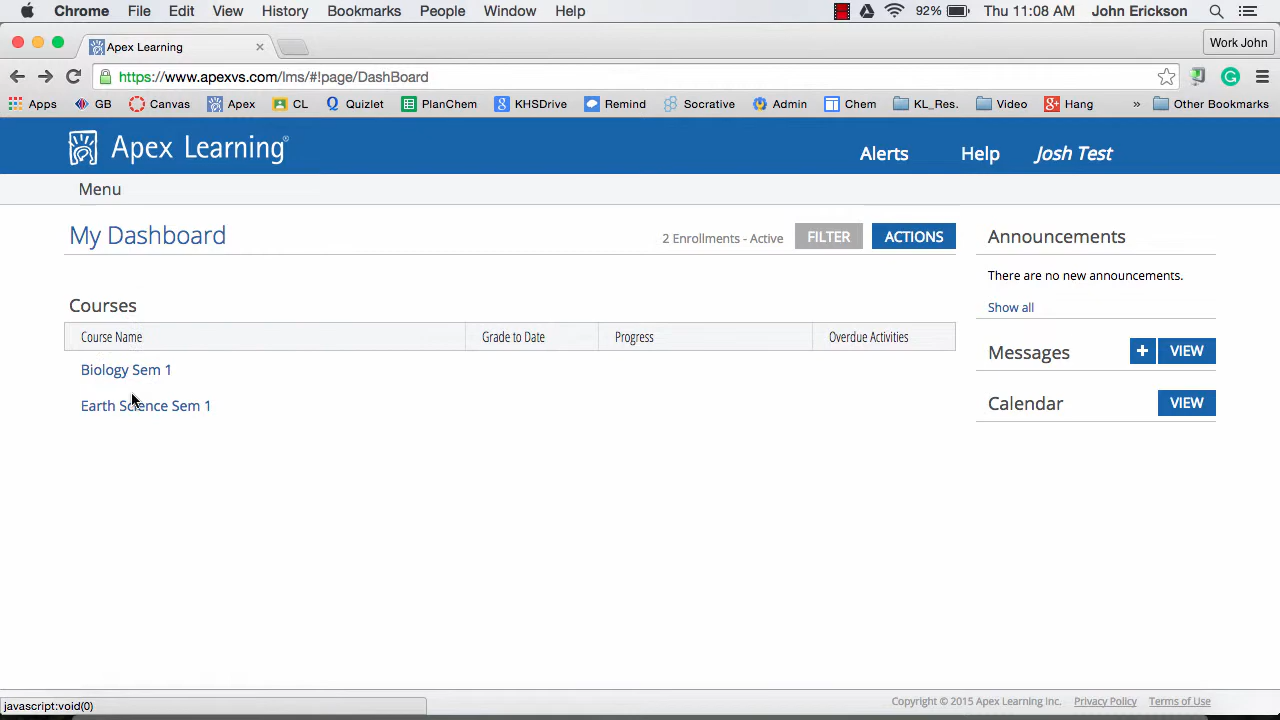 Chrome File Edit View History Bookmarks People Window Help 92% Thu 11:08 AM John Erickson
Apex Learning Work John
https://www.apexvs.com/lms/#!page/DashBoard
Apps GB Canvas Apex CL Quizlet PlanChem KHSDrive Remind Socrative Admin Chem KL_Res. Video Hang » Other Bookmarks
Apex Learning® Alerts Help Josh Test
Menu
My Dashboard 2 Enrollments - Active FILTER ACTIONS Announcements
There are no new announcements.
Courses Show all
Course Name Grade to Date Progress Overdue Activities
Messages + VIEW
Biology Sem 1
Calendar VIEW
Earth Science Sem 1
Copyright © 2015 Apex Learning Inc. Privacy Policy Terms of Use
javascript:void(0)